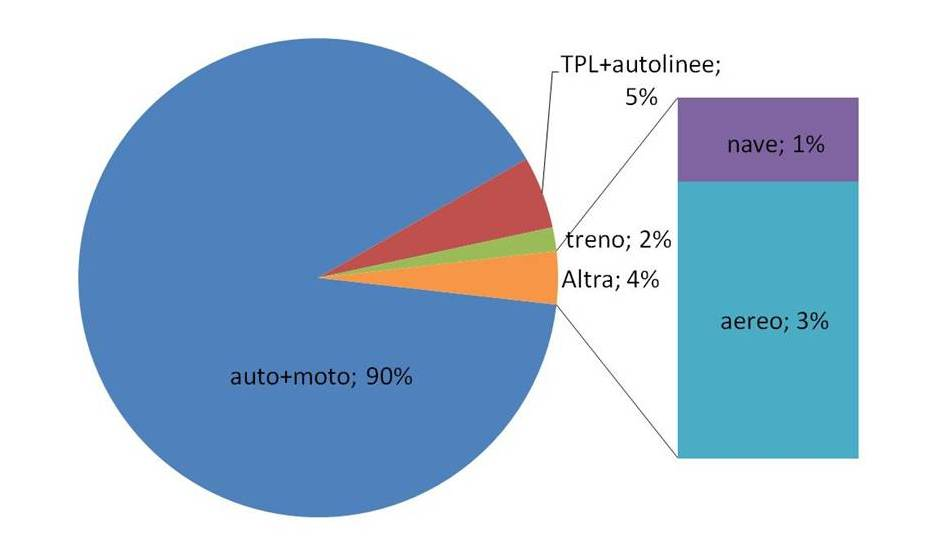 TPL+autolinee;
5%
nave; 1%
treno; 2%
Altra; 4%
aereo; 3%
auto+moto; 90%